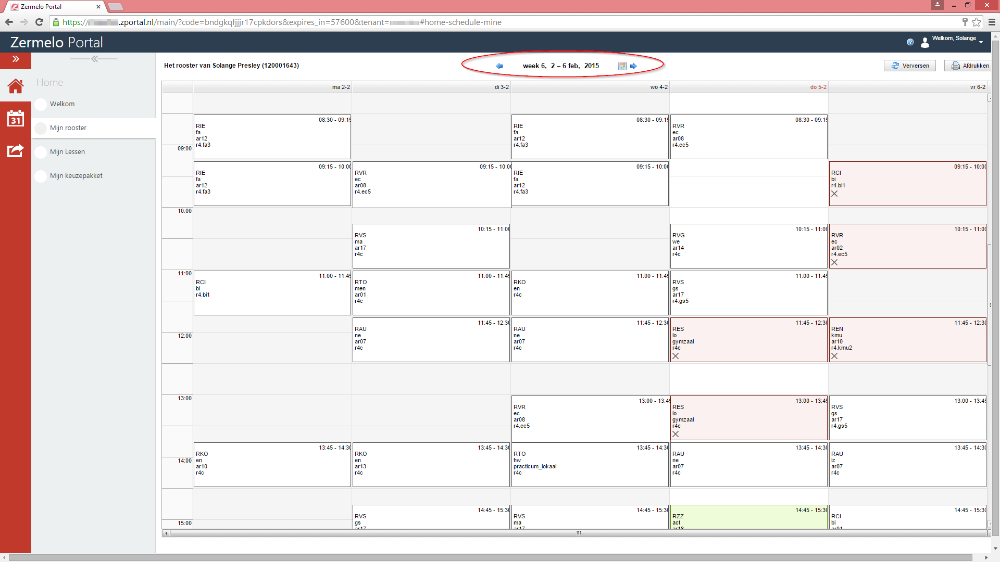 Zermelo Portal
https://
.zportal.nl/main/?code=bndgkqfjjjr17cpkdors&expires_in=57600&tenant=
#home-schedule-mine
Zermelo Portal
Welkom, Solange
Home
Welkom
Mijn rooster
Mijn Lessen
Mijn keuzepakket
31
Het rooster van Solange Presley (120001643)
week 6, 2 – 6 feb, 2015
Verversen
Afdrukken
ma 2-2
di 3-2
wo 4-2
do 5-2
vr 6-2
09:00
10:00
11:00
12:00
13:00
14:00
15:00
08:30 - 09:15
RIE
fa
ar12
r4.fa3
09:15 - 10:00
RIE
fa
ar12
r4.fa3
11:00 - 11:45
RCI
bi
r4.bi1
13:45 - 14:30
RKO
en
ar10
r4c
09:15 - 10:00
RVR
ec
ar08
r4.ec5
10:15 - 11:00
RVS
ma
ar17
r4c
11:00 - 11:45
RTO
men
ar01
r4c
11:45 - 12:30
RAU
ne
ar07
r4c
13:45 - 14:30
RKO
en
ar13
r4c
14:45 - 15:30
RVS
gs
ar17
08:30 - 09:15
RIE
fa
ar12
r4.fa3
09:15 - 10:00
RIE
fa
ar12
r4.fa3
11:00 - 11:45
RKO
en
r4c
11:45 - 12:30
RAU
ne
ar07
r4c
13:00 - 13:45
RVR
ec
ar08
r4.ec5
13:45 - 14:30
RTO
hw
practicum_lokaal
r4c
14:45 - 15:30
RVS
ma
ar17
08:30 - 09:15
RVR
ec
ar08
r4.ec5
10:15 - 11:00
RVG
we
ar14
r4c
11:00 - 11:45
RVS
gs
ar17
r4.gs5
11:45 - 12:30
RES
lo
gymzaal
r4c
13:00 - 13:45
RES
lo
gymzaal
r4c
13:45 - 14:30
RAU
ne
ar07
r4c
14:45 - 15:30
RZZ
act
ar18
09:15 - 10:00
RCI
bi
r4.bi1
10:15 - 11:00
RVR
ec
ar02
r4.ec5
11:45 - 12:30
REN
kmu
ar10
r4.kmu2
13:00 - 13:45
RVS
gs
ar17
r4.gs5
13:45 - 14:30
RAU
lz
ar07
r4c
14:45 - 15:30
RCI
bi
ar01